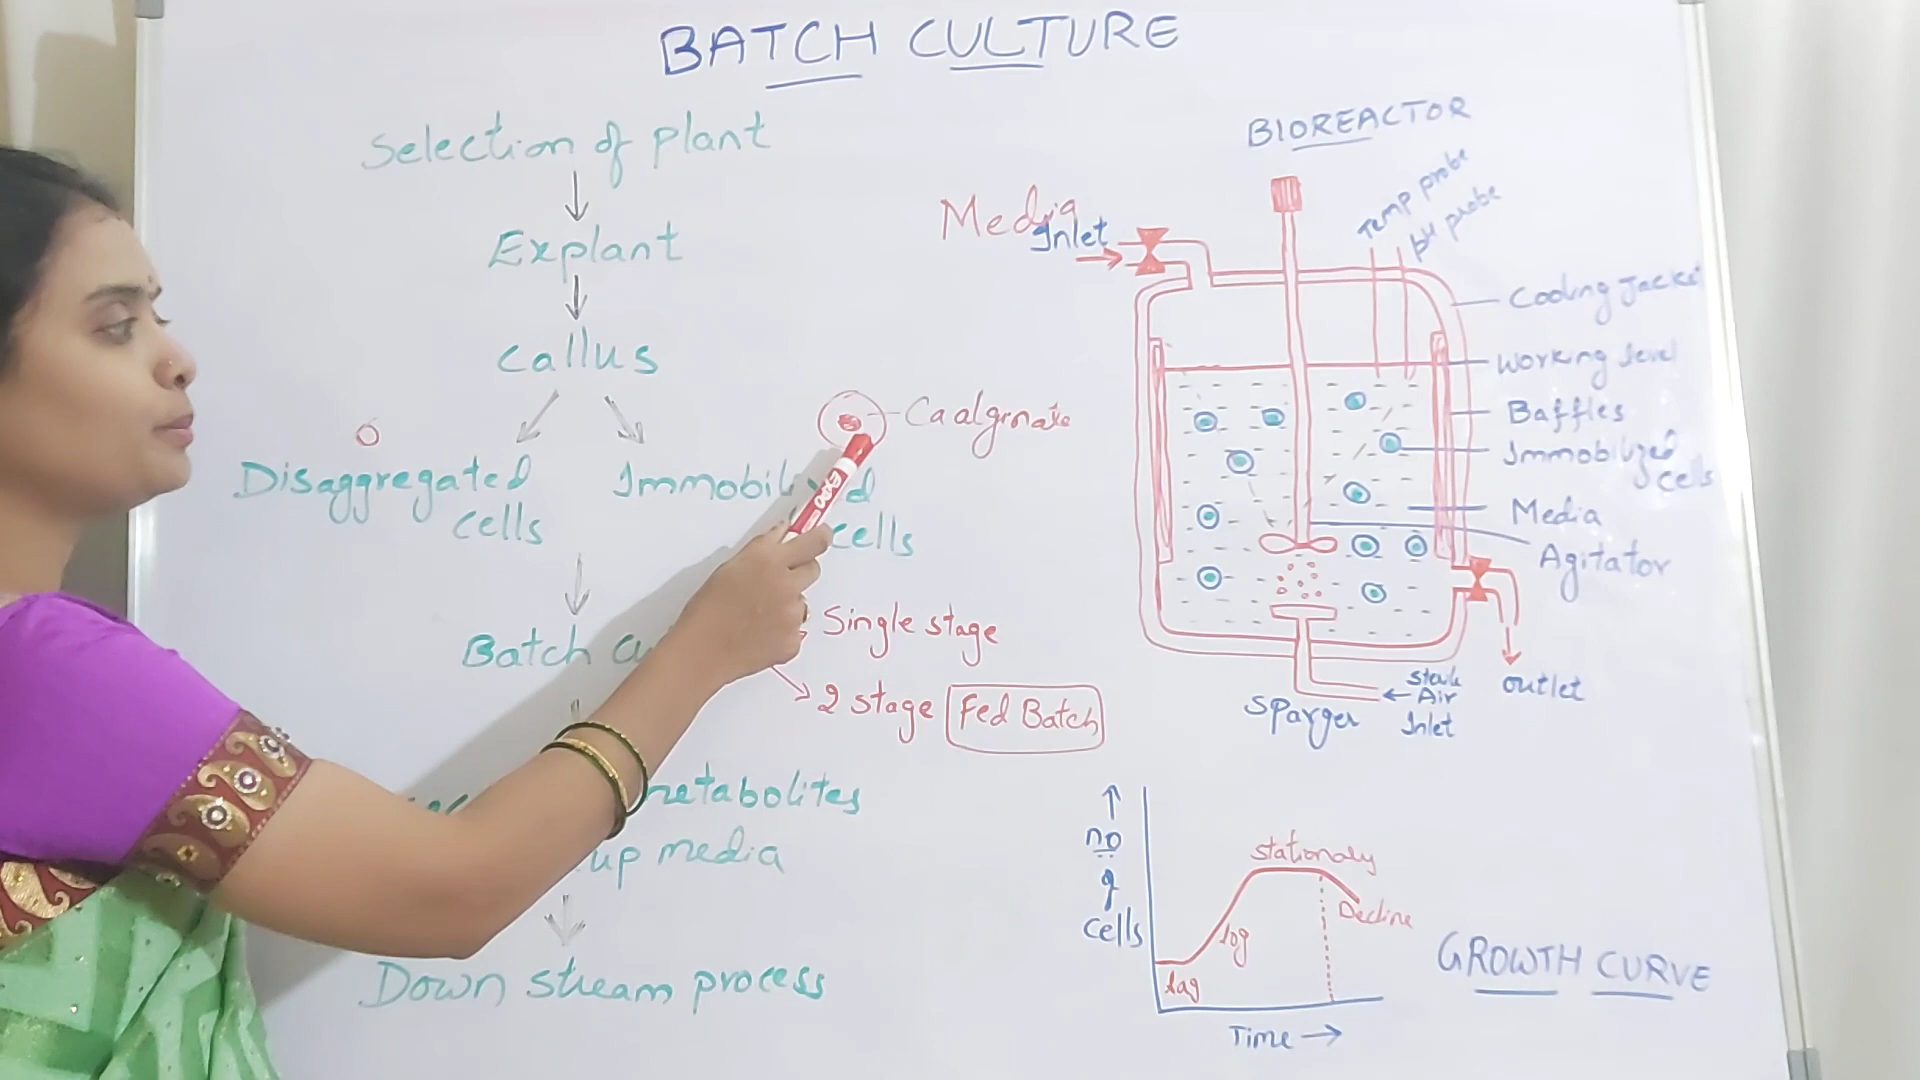 BATCH CULTURE
Selection of plant
Explant
Callus
Disaggregated
cells
Immobil
d
cells
Ca alginate
Batch cu
Single stage
2 stage
Fed Batch
metabolites
up media
Down stream process
BIOREACTOR
Media
Inlet
Temp probe
pH probe
Cooling Jacke
Working level
Baffles
Immobilized
cells
Media
Agitator
outlet
Air
Inlet
Sparger
no
of
cells
lag
log
stationary
Decline
Time
GROWTH CURVE